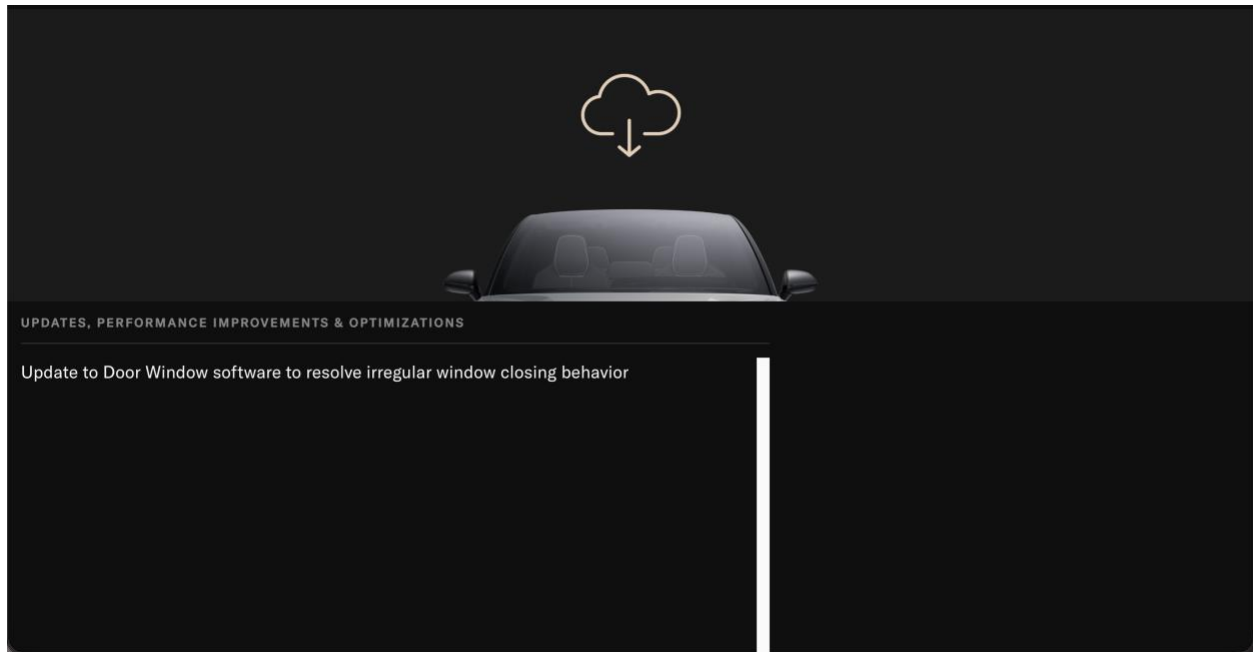 UPDATES, PERFORMANCE IMPROVEMENTS & OPTIMIZATIONS
Update to Door Window software to resolve irregular window closing behavior